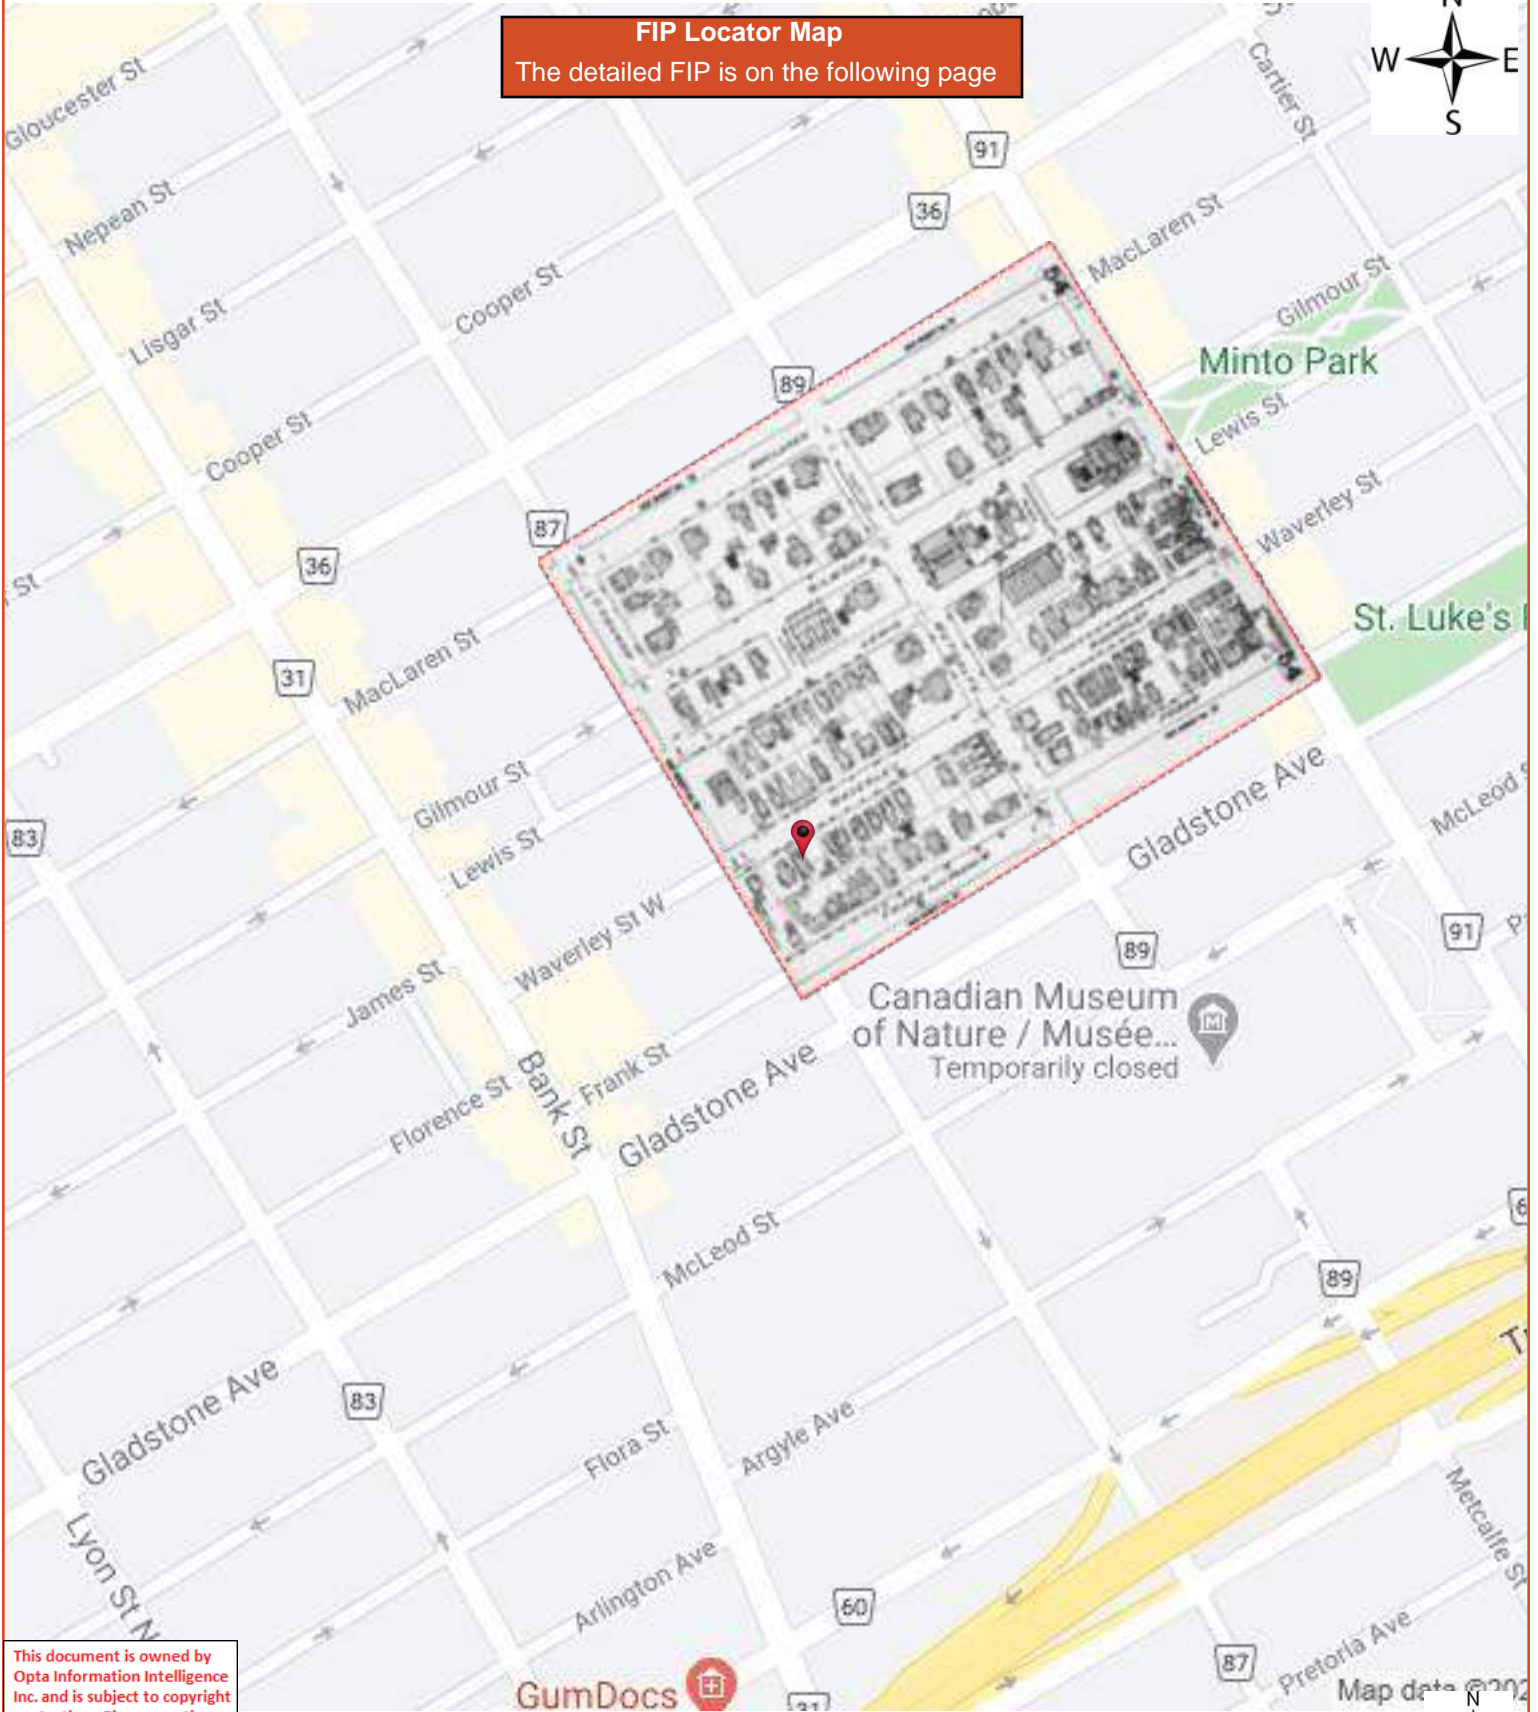 FIP Locator Map
The detailed FIP is on the following page
N
W E
S
Gloucester St
Cartier St
91
Nepean St
36
MacLaren St
Cooper St
Gilmour St
Lisgar St
Minto Park
89
Lewis St
Cooper St
Waverley St
87
36
St
St. Luke's
MacLaren St
31
Gilmour St
Gladstone Ave
McLeod
83
Lewis St
Waverley St W
91
89
James St
Canadian Museum
of Nature / Musée...
Temporarily closed
Bank St
Frank St
Florence St
Gladstone Ave
McLeod St
89
Gladstone Ave
83
Flora St
Argyle Ave
Metcalfe St
Lyon St N
Arlington Ave
60
This document is owned by
Opta Information Intelligence
Inc. and is subject to copyright
87
Pretoria Ave
GumDocs
31
Map data
N